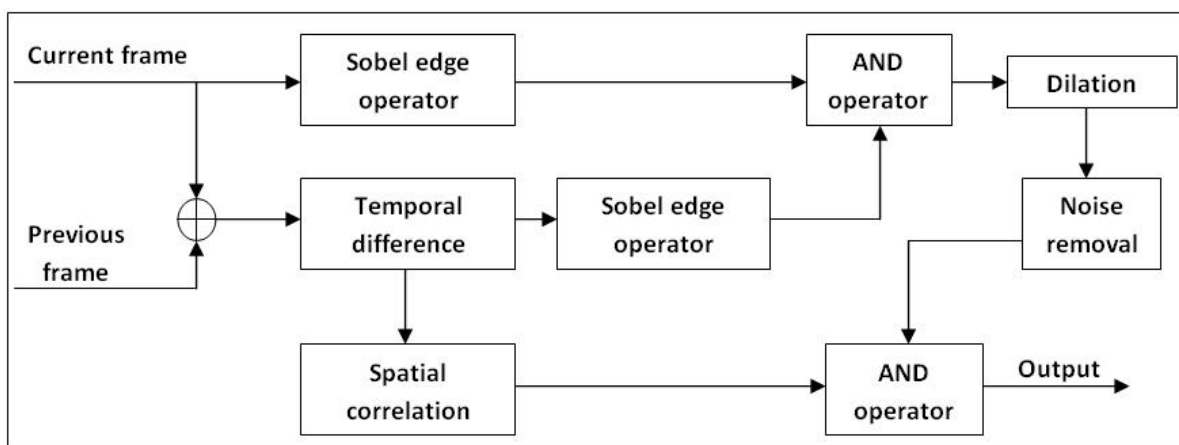 Current frame
Sobel edge
operator
AND
operator
Dilation
Previous
frame
Temporal
difference
Sobel edge
operator
Noise
removal
Spatial
correlation
AND
operator
Output